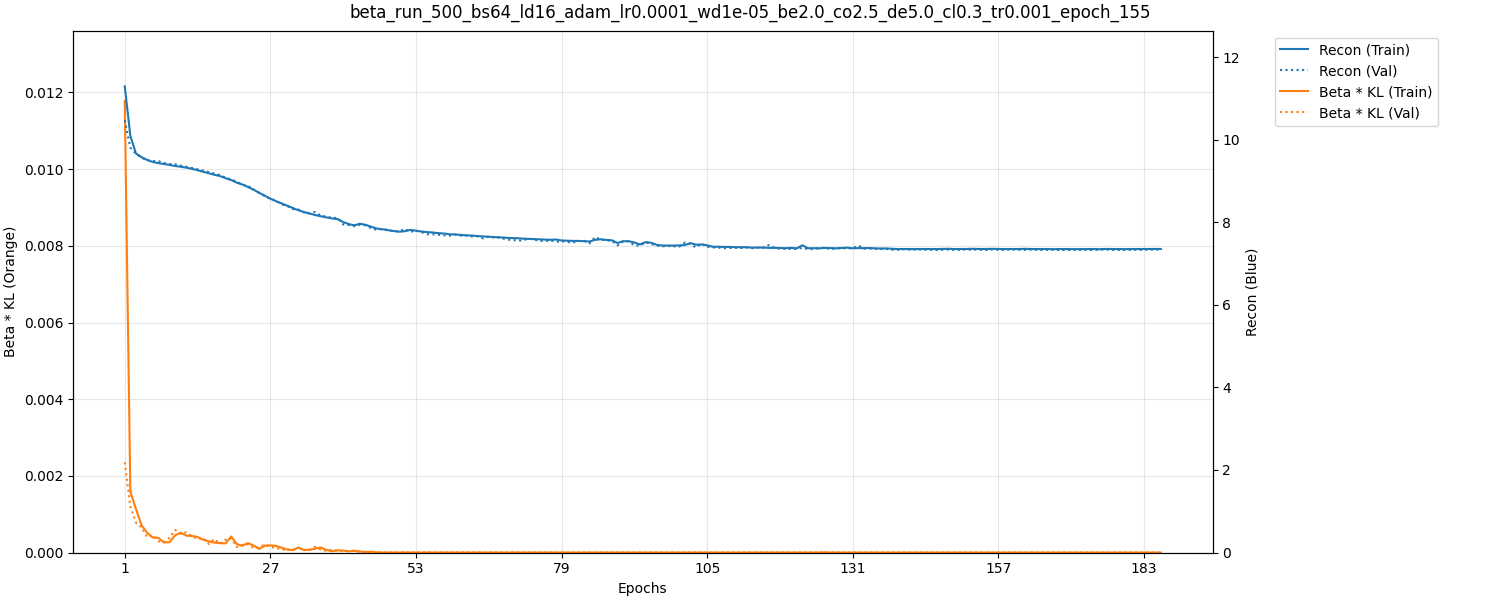 beta_run_500_bs64_ld16_adam_lr0.0001_wd1e-05_be2.0_co2.5_de5.0_cl0.3_tr0.001_epoch_155
Beta * KL (Orange)
0.012
0.010
0.008
0.006
0.004
0.002
0.000
1
27
53
79
105
131
157
183
Epochs
12
10
8
6
4
2
0
Recon (Blue)
Recon (Train)
Recon (Val)
Beta * KL (Train)
Beta * KL (Val)